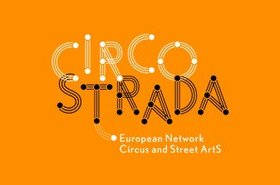 CIRCO
STRADA
European Network
Circus and Street ArtS